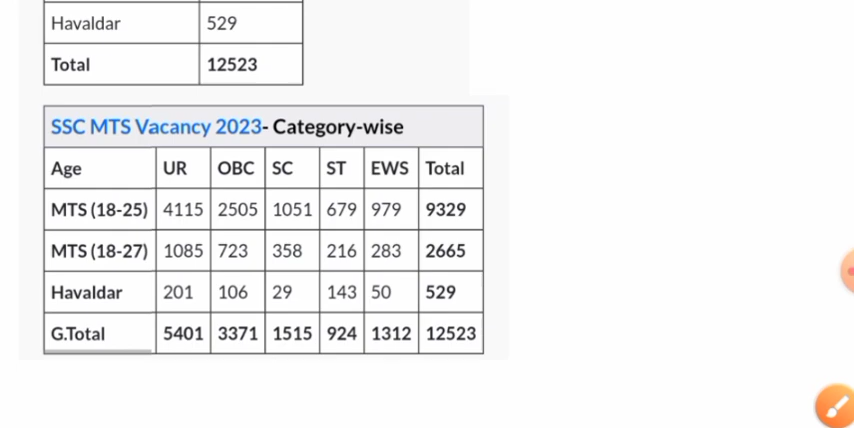 Havaldar 529
Total 12523
SSC MTS Vacancy 2023- Category-wise
Age UR OBC SC ST EWS Total
MTS (18-25) 4115 2505 1051 679 979 9329
MTS (18-27) 1085 723 358 216 283 2665
Havaldar 201 106 29 143 50 529
G.Total 5401 3371 1515 924 1312 12523